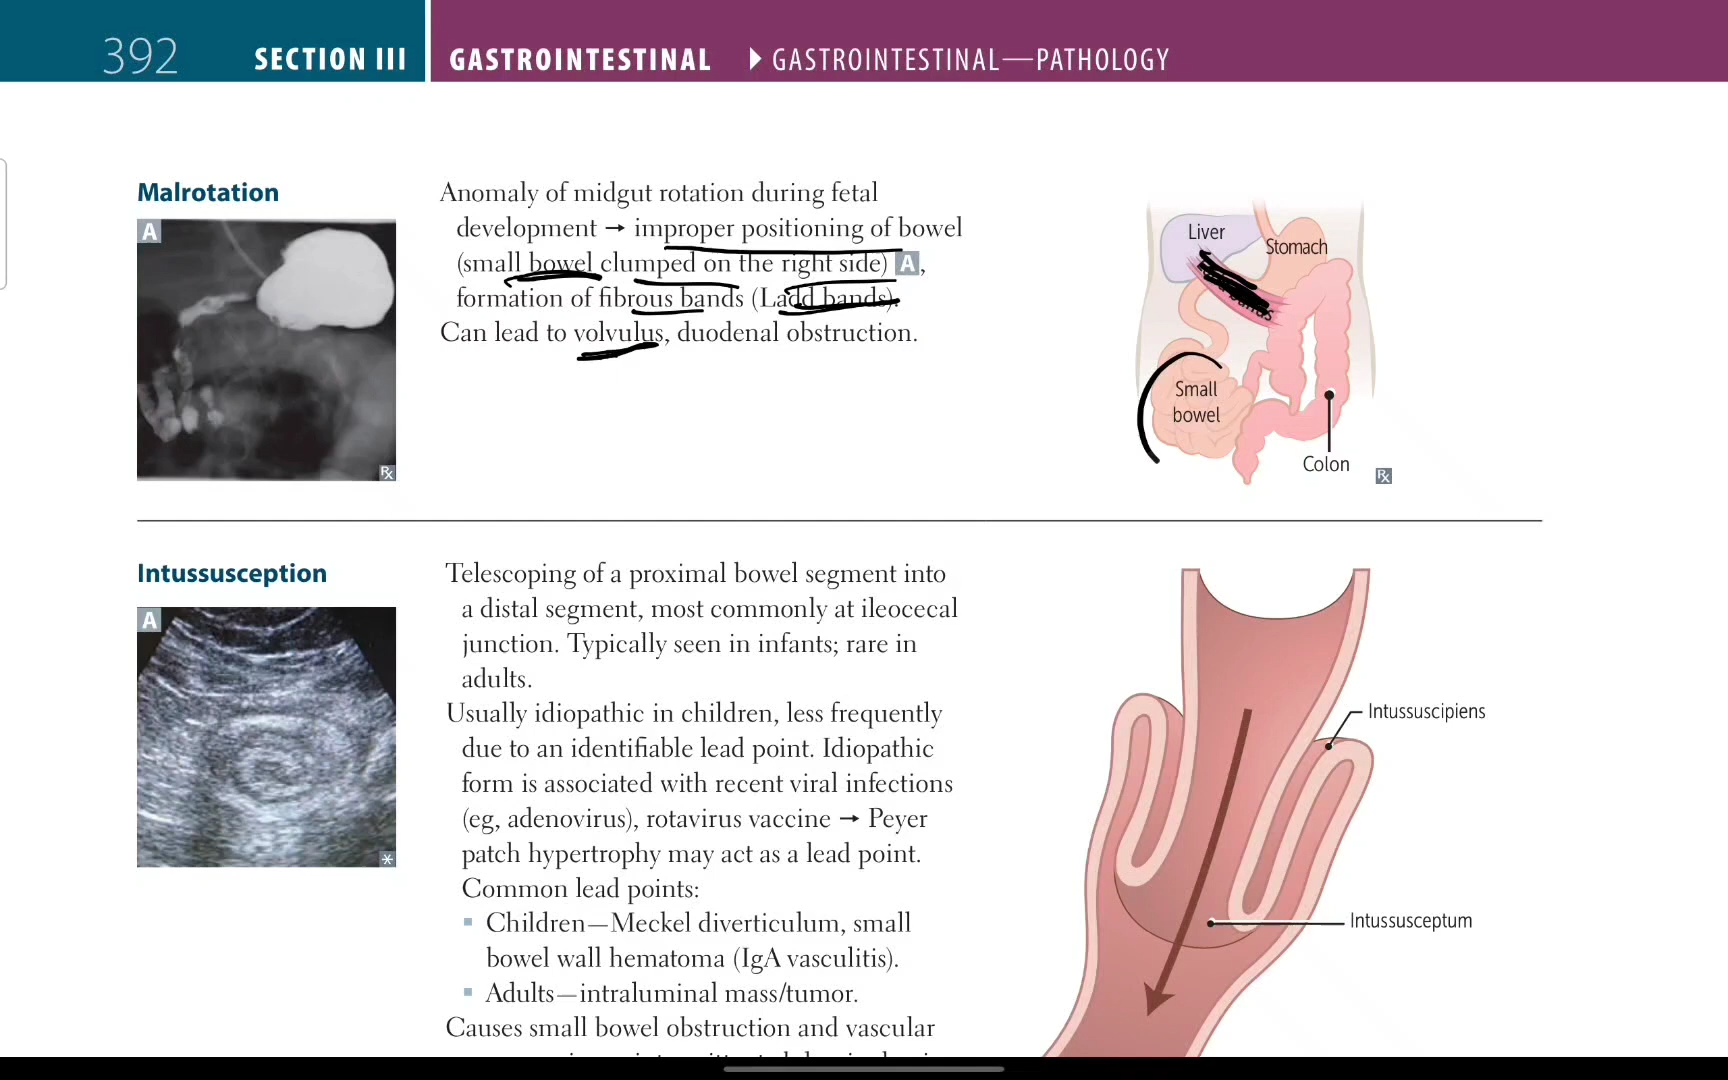 392 SECTION III GASTROINTESTINAL ▶ GASTROINTESTINAL—PATHOLOGY
Malrotation
A
Rx
Anomaly of midgut rotation during fetal
development → improper positioning of bowel
(small bowel clumped on the right side) A,
formation of fibrous bands (Ladd bands).
Can lead to volvulus, duodenal obstruction.
Liver
Stomach
Small
bowel
Colon
Rx
Intussusception
A
*
Telescoping of a proximal bowel segment into
a distal segment, most commonly at ileocecal
junction. Typically seen in infants; rare in
adults.
Usually idiopathic in children, less frequently
due to an identifiable lead point. Idiopathic
form is associated with recent viral infections
(eg, adenovirus), rotavirus vaccine → Peyer
patch hypertrophy may act as a lead point.
Common lead points:
▪ Children—Meckel diverticulum, small
bowel wall hematoma (IgA vasculitis).
▪ Adults—intraluminal mass/tumor.
Causes small bowel obstruction and vascular
Intussuscipiens
Intussusceptum